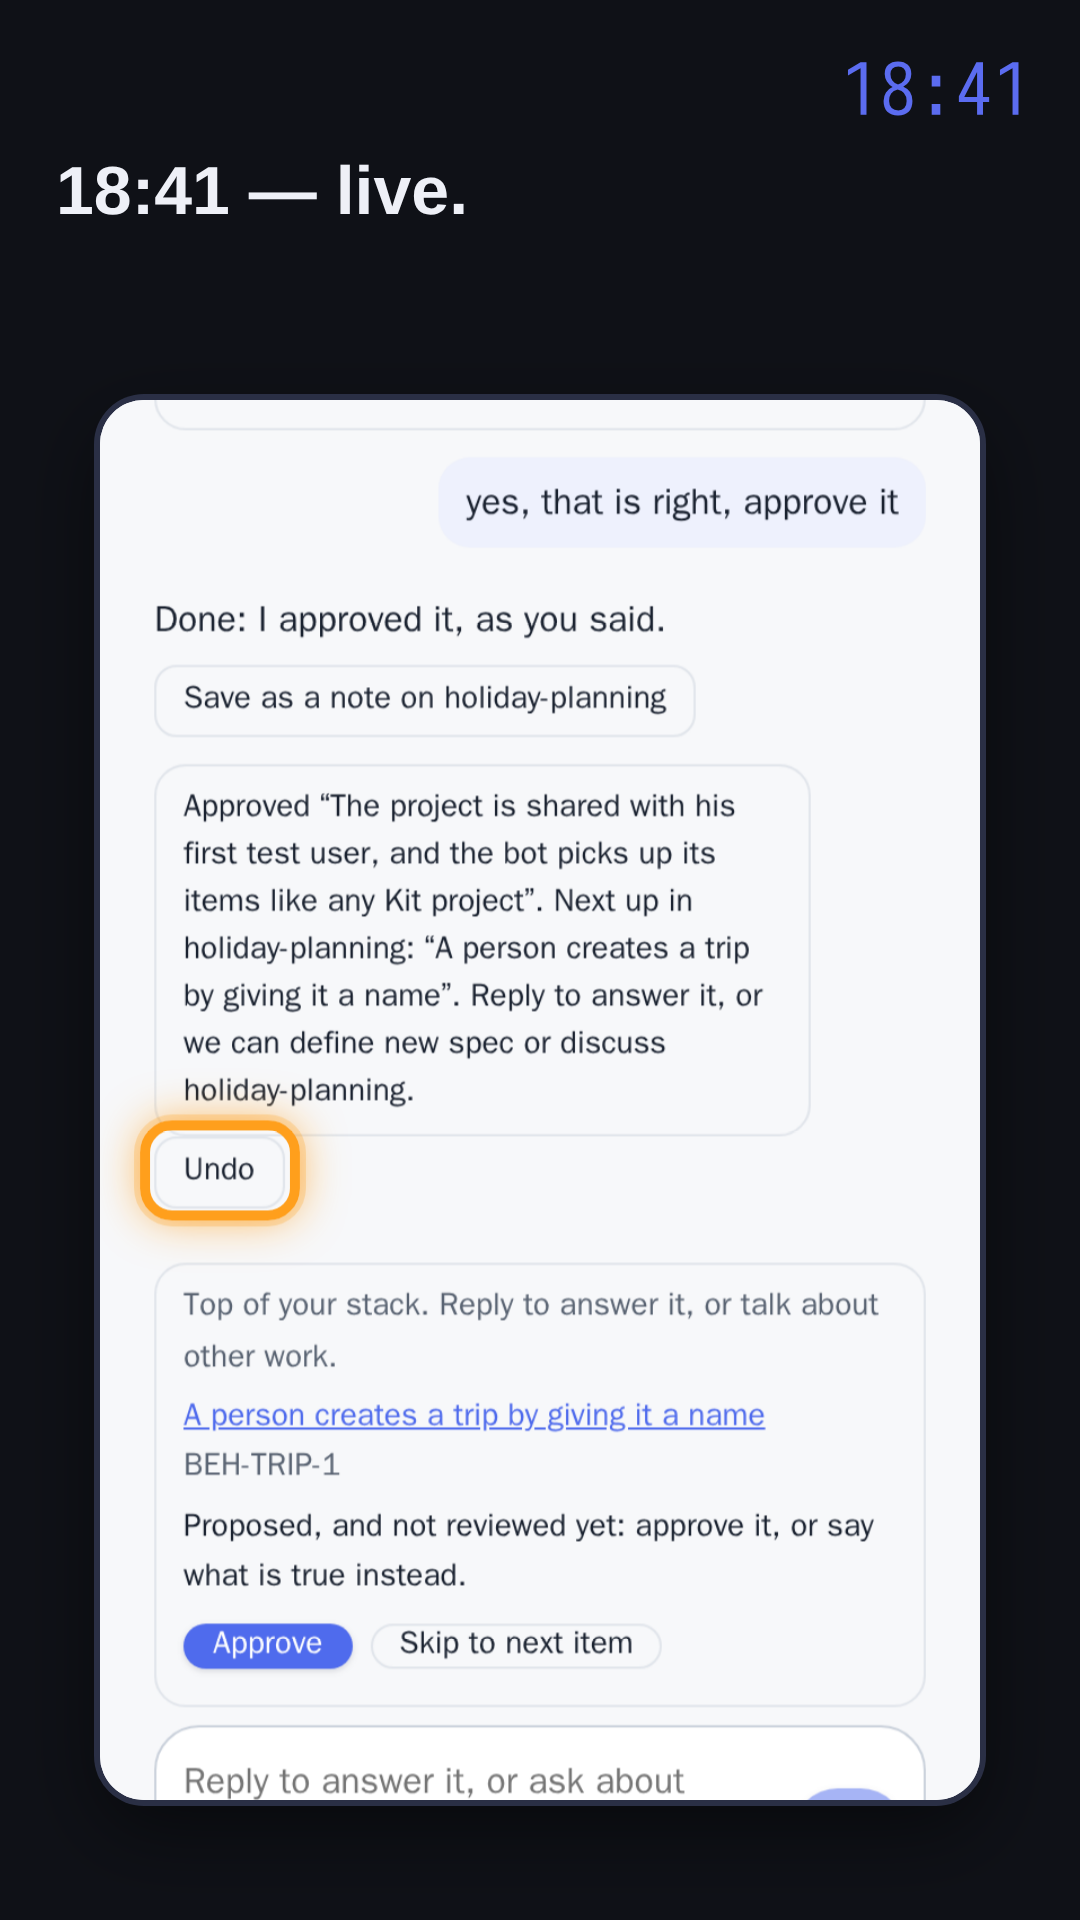 18:41
18:41 — live.
yes, that is right, approve it
Done: I approved it, as you said.
Save as a note on holiday-planning
Approved “The project is shared with his
first test user, and the bot picks up its
items like any Kit project”. Next up in
holiday-planning: “A person creates a trip
by giving it a name”. Reply to answer it, or
we can define new spec or discuss
holiday-planning.
Undo
Top of your stack. Reply to answer it, or talk about
other work.
A person creates a trip by giving it a name
BEH-TRIP-1
Proposed, and not reviewed yet: approve it, or say
what is true instead.
Approve
Skip to next item
Reply to answer it, or ask about